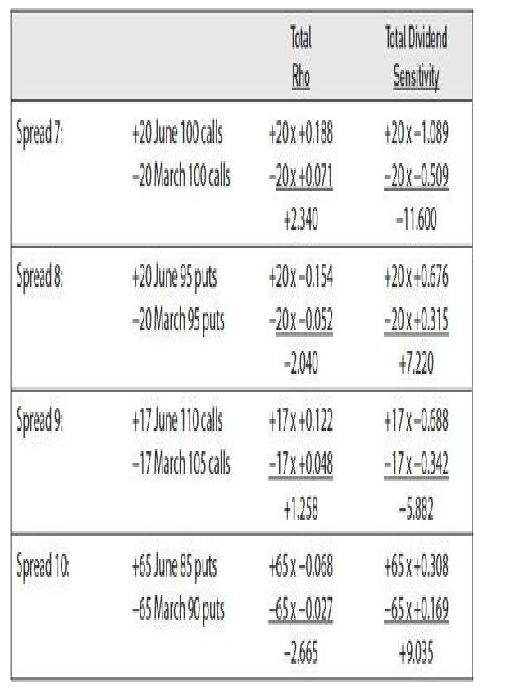 Total Total Dividend
Rho Sensitivity
Spread 7: +20 June 100 calls +20 x +0.188 +20 x –1.089
–20 March 100 calls –20 x +0.071 –20 x –0.509
+2.340 –11.600
Spread 8: +20 June 95 puts +20 x –0.154 +20 x +0.676
–20 March 95 puts –20 x –0.052 –20 x +0.315
–2.040 +7.220
Spread 9: +17 June 110 calls +17 x +0.122 +17 x –0.688
–17 March 105 calls –17 x +0.048 –17 x –0.342
+1.258 –5.882
Spread 10: +65 June 85 puts +65 x –0.068 +65 x +0.308
–65 March 90 puts –65 x –0.027 –65 x +0.169
–2.665 +9.035